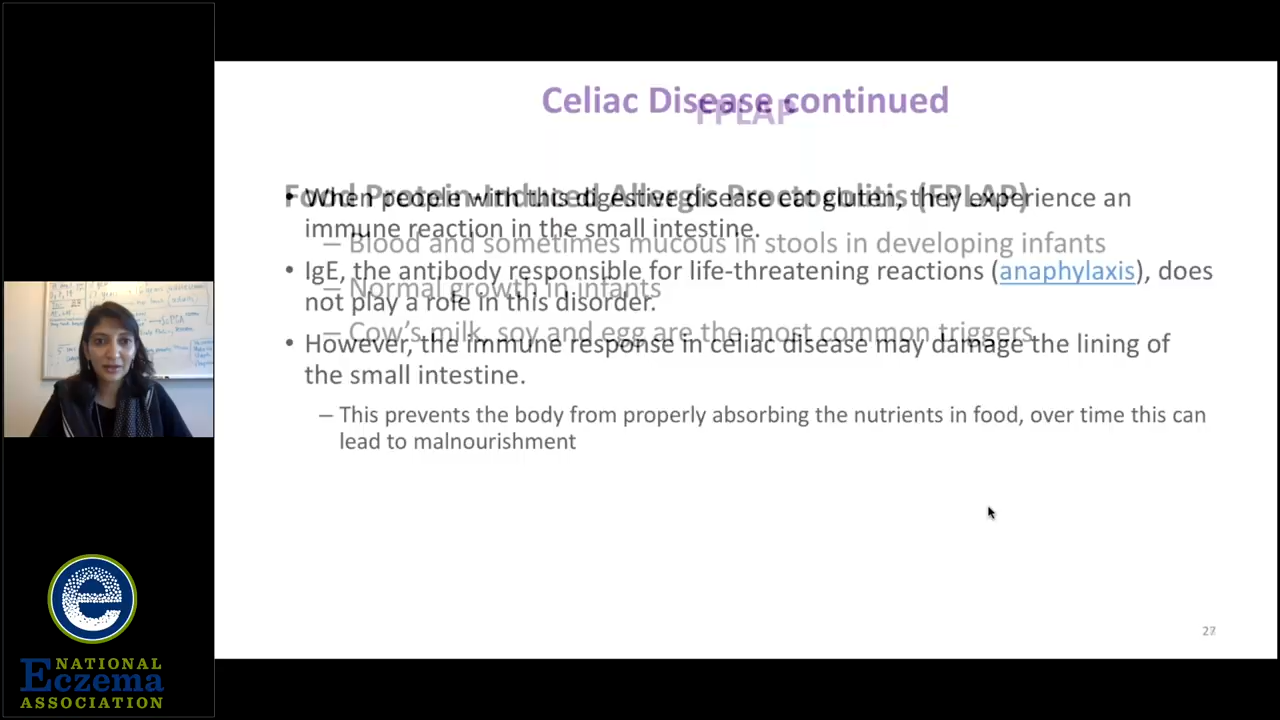 Celiac Disease continued
FPLAP
Food Protein-Induced Allergic Proctocolitis (FPLAP)
• When people with this digestive disease eat gluten, they experience an
immune reaction in the small intestine.
– Blood and sometimes mucous in stools in developing infants
• IgE, the antibody responsible for life-threatening reactions (anaphylaxis), does
– Normal growth in infants
not play a role in this disorder.
– Cow's milk, soy and egg are the most common triggers
• However, the immune response in celiac disease may damage the lining of
the small intestine.
– This prevents the body from properly absorbing the nutrients in food, over time this can
lead to malnourishment
e
NATIONAL
Eczema
ASSOCIATION